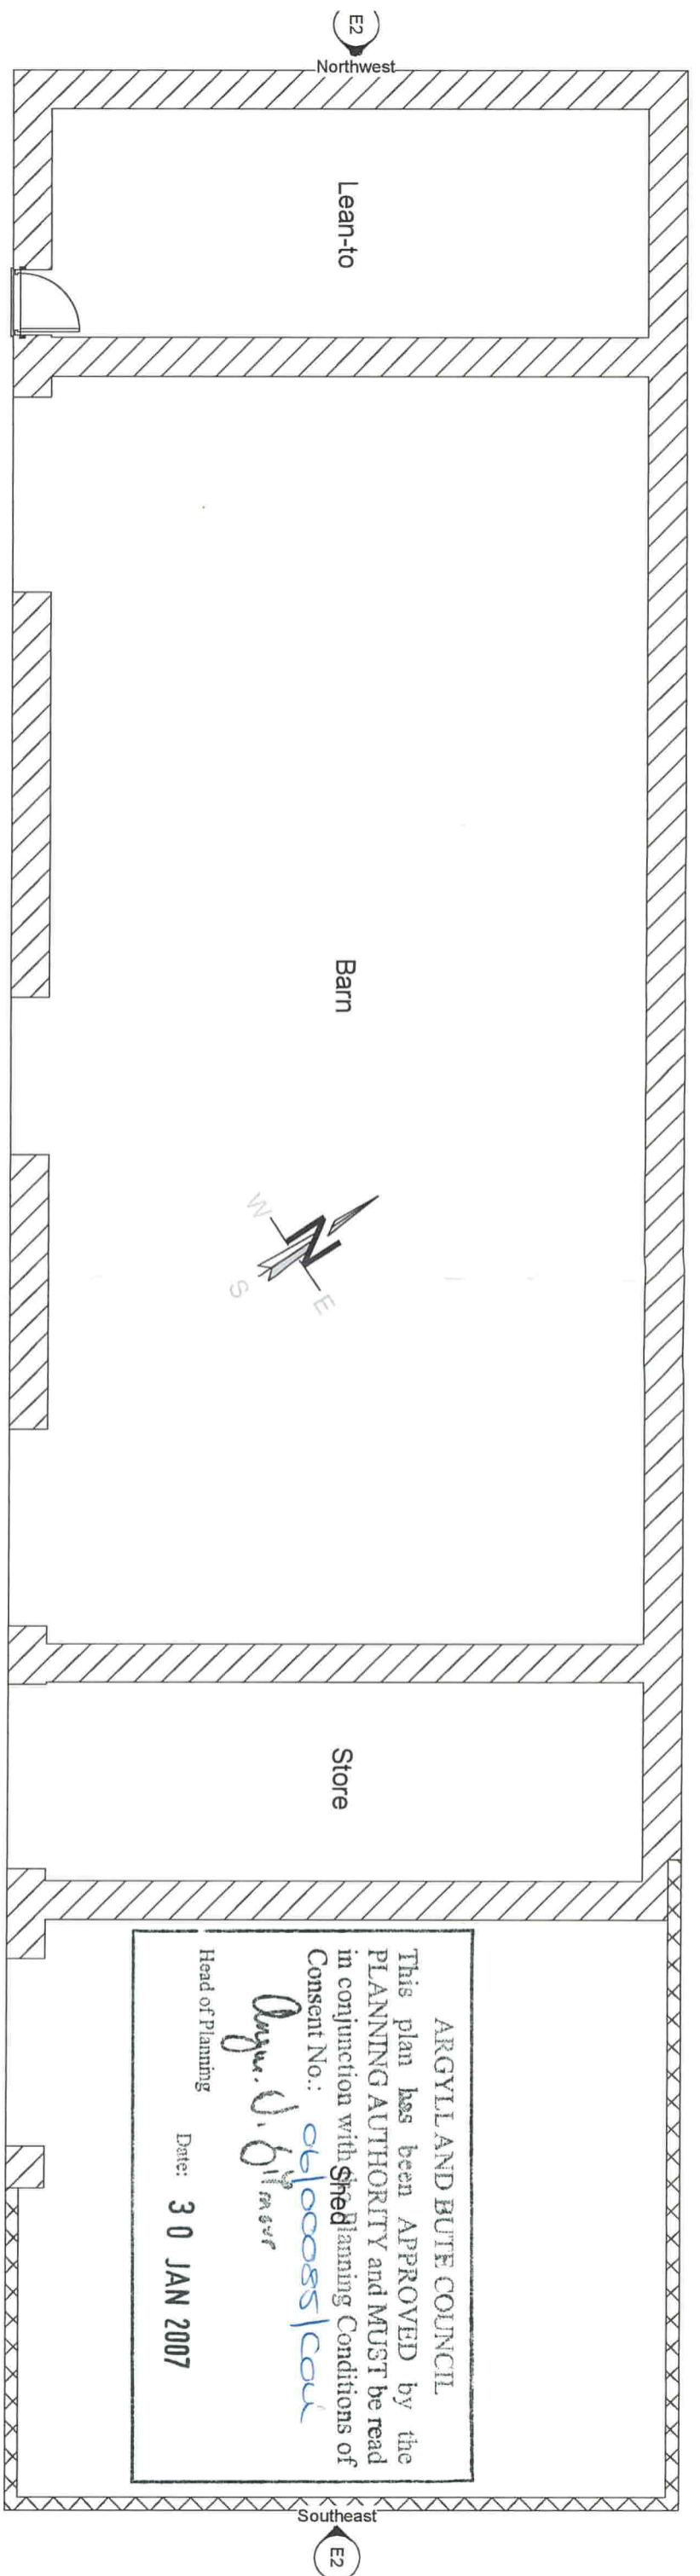 E2
Northwest
Lean-to
Barn
N
W
E
S
Store
ARGYLL AND BUTE COUNCIL
This plan has been APPROVED by the
PLANNING AUTHORITY and MUST be read
in conjunction with the Planning Conditions of
Consent No.: 06/00085/COU
Shed
Head of Planning
Date: 30 JAN 2007
Southeast
E2